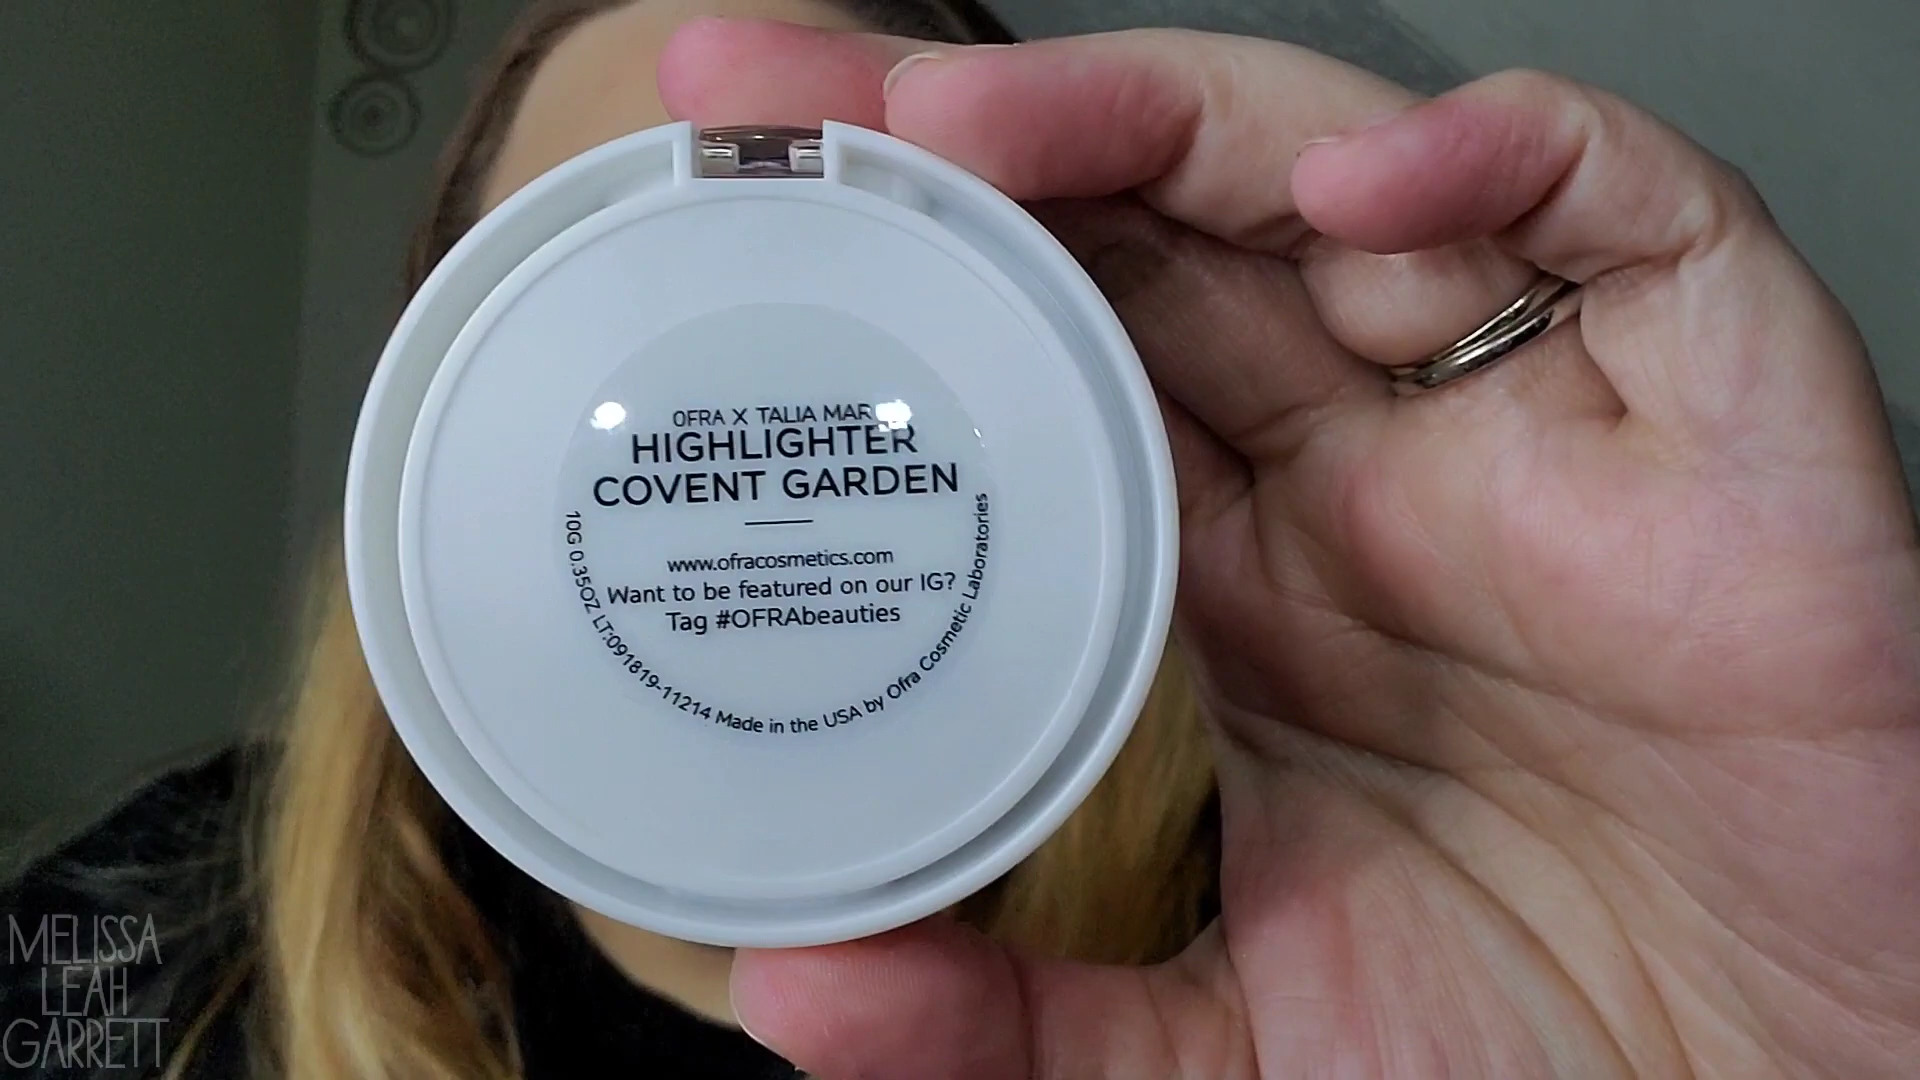 OFRA X TALIA
HIGHLIGHTER
COVENT GARDEN
www.ofracosmetics.com
Want to be featured on our IG?
Tag #OFRAbeauties
10G 0.35OZ LT:091819-11214 Made in the USA by Ofra Cosmetic Laboratories
MELISSA
LEAH
GARRETT